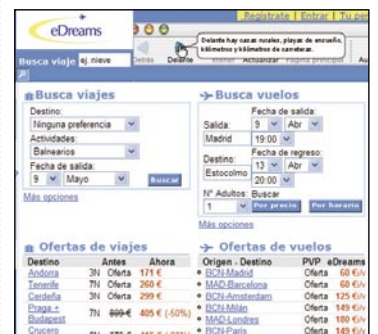 Regístrate | Entrar | Tu pe
eDreams
Delante hay casas rurales, playas de ensueño,
kilómetros y kilómetros de carreteras.
Busca viaje ej. nieve
Atrás Delante Detener Actualizar Página principal Au
Busca viajes
Destino:
Ninguna preferencia
Actividades:
Balnearios
Fecha de salida:
9 Mayo Buscar
Más opciones
Busca vuelos
Fecha de salida:
Salida: 9 Abr
Madrid 19:00
Fecha de regreso:
Destino: 13 Abr
Estocolmo 20:00
Nº Adultos: Buscar
1 Por precio Por horario
Más opciones
Ofertas de viajes
Destino Antes Ahora
Andorra 3N Oferta 171 €
Tenerife 7N Oferta 260 €
Cerdeña 3N Oferta 299 €
Praga + Budapest 7N 809 € 405 € (-50%)
Crucero
Ofertas de vuelos
Origen - Destino PVP eDreams
BCN-Madrid Oferta 60 €/v
MAD-Barcelona Oferta 60 €/v
BCN-Amsterdam Oferta 125 €/v
BCN-Milán Oferta 149 €/v
MAD-Londres Oferta 180 €/v
BCN-París Oferta 149 €/v